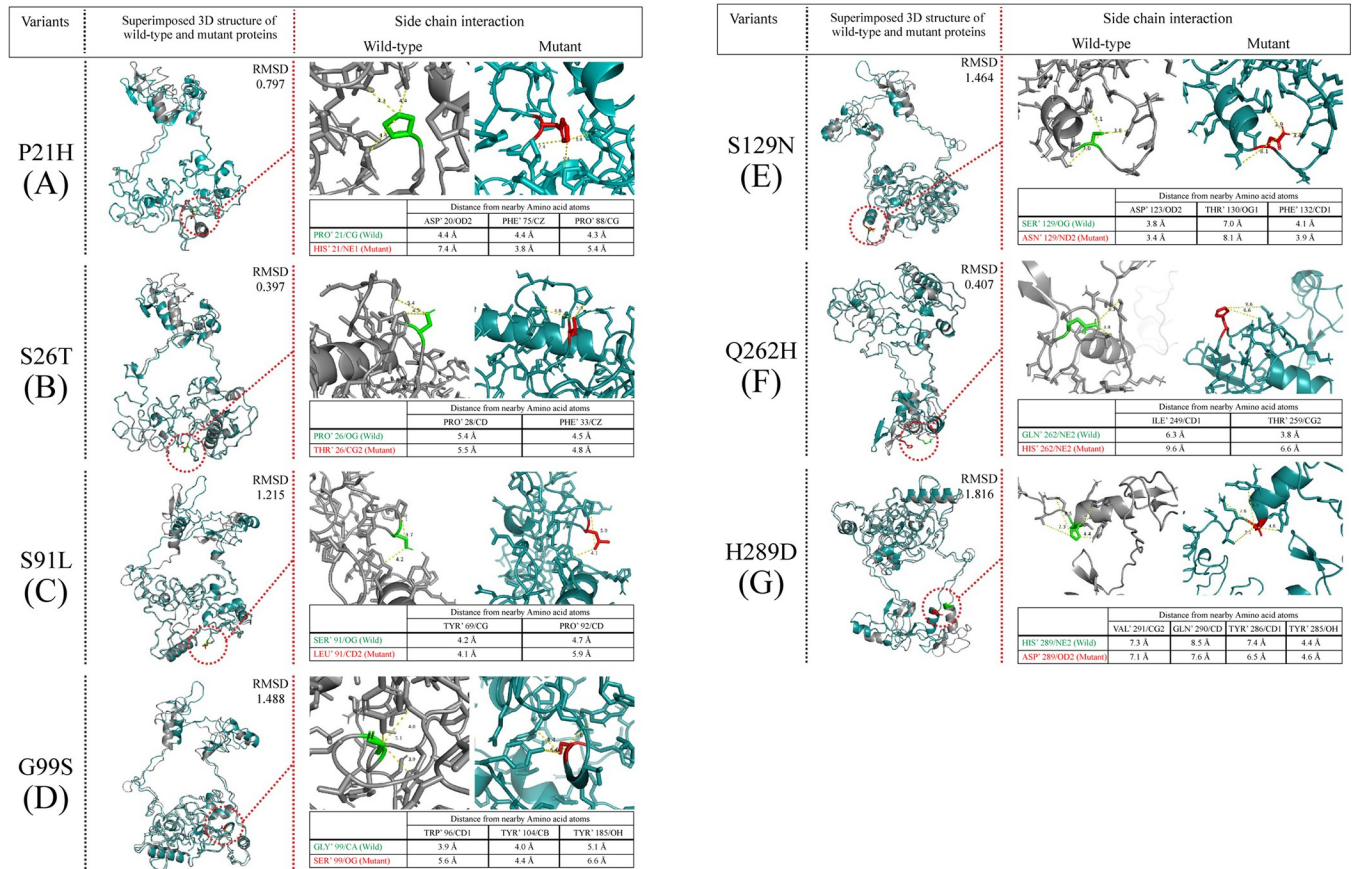 Variants
Superimposed 3D structure of
wild-type and mutant proteins
Side chain interaction
Wild-type Mutant
P21H
(A)
RMSD
0.797
Distance from nearby Amino acid atoms
ASP' 20/OD2 PHE' 75/CZ PRO' 88/CG
PRO' 21/CG (Wild) 4.4 Å 4.4 Å 4.3 Å
HIS' 21/NE1 (Mutant) 7.4 Å 3.8 Å 5.4 Å
S26T
(B)
RMSD
0.397
Distance from nearby Amino acid atoms
PRO' 28/CD PHE' 33/CZ
PRO' 26/OG (Wild) 5.4 Å 4.5 Å
THR' 26/CG2 (Mutant) 5.5 Å 4.8 Å
S91L
(C)
RMSD
1.215
Distance from nearby Amino acid atoms
TYR' 69/CG PRO' 92/CD
SER' 91/OG (Wild) 4.2 Å 4.7 Å
LEU' 91/CD2 (Mutant) 4.1 Å 5.9 Å
G99S
(D)
RMSD
1.488
Distance from nearby Amino acid atoms
TRP' 96/CD1 TYR' 104/CB TYR' 185/OH
GLY' 99/CA (Wild) 3.9 Å 4.0 Å 5.1 Å
SER' 99/OG (Mutant) 5.6 Å 4.4 Å 6.6 Å
Variants
Superimposed 3D structure of
wild-type and mutant proteins
Side chain interaction
Wild-type Mutant
S129N
(E)
RMSD
1.464
Distance from nearby Amino acid atoms
ASP' 123/OD2 THR' 130/OG1 PHE' 132/CD1
SER' 129/OG (Wild) 3.8 Å 7.0 Å 4.1 Å
ASN' 129/ND2 (Mutant) 3.4 Å 8.1 Å 3.9 Å
Q262H
(F)
RMSD
0.407
Distance from nearby Amino acid atoms
ILE' 249/CD1 THR' 259/CG2
GLN' 262/NE2 (Wild) 6.3 Å 3.8 Å
HIS' 262/NE2 (Mutant) 9.6 Å 6.6 Å
H289D
(G)
RMSD
1.816
Distance from nearby Amino acid atoms
VAL' 291/CG2 GLN' 290/CD TYR' 286/CD1 TYR' 285/OH
HIS' 289/NE2 (Wild) 7.3 Å 8.5 Å 7.4 Å 4.4 Å
ASP' 289/OD2 (Mutant) 7.1 Å 7.6 Å 6.5 Å 4.6 Å